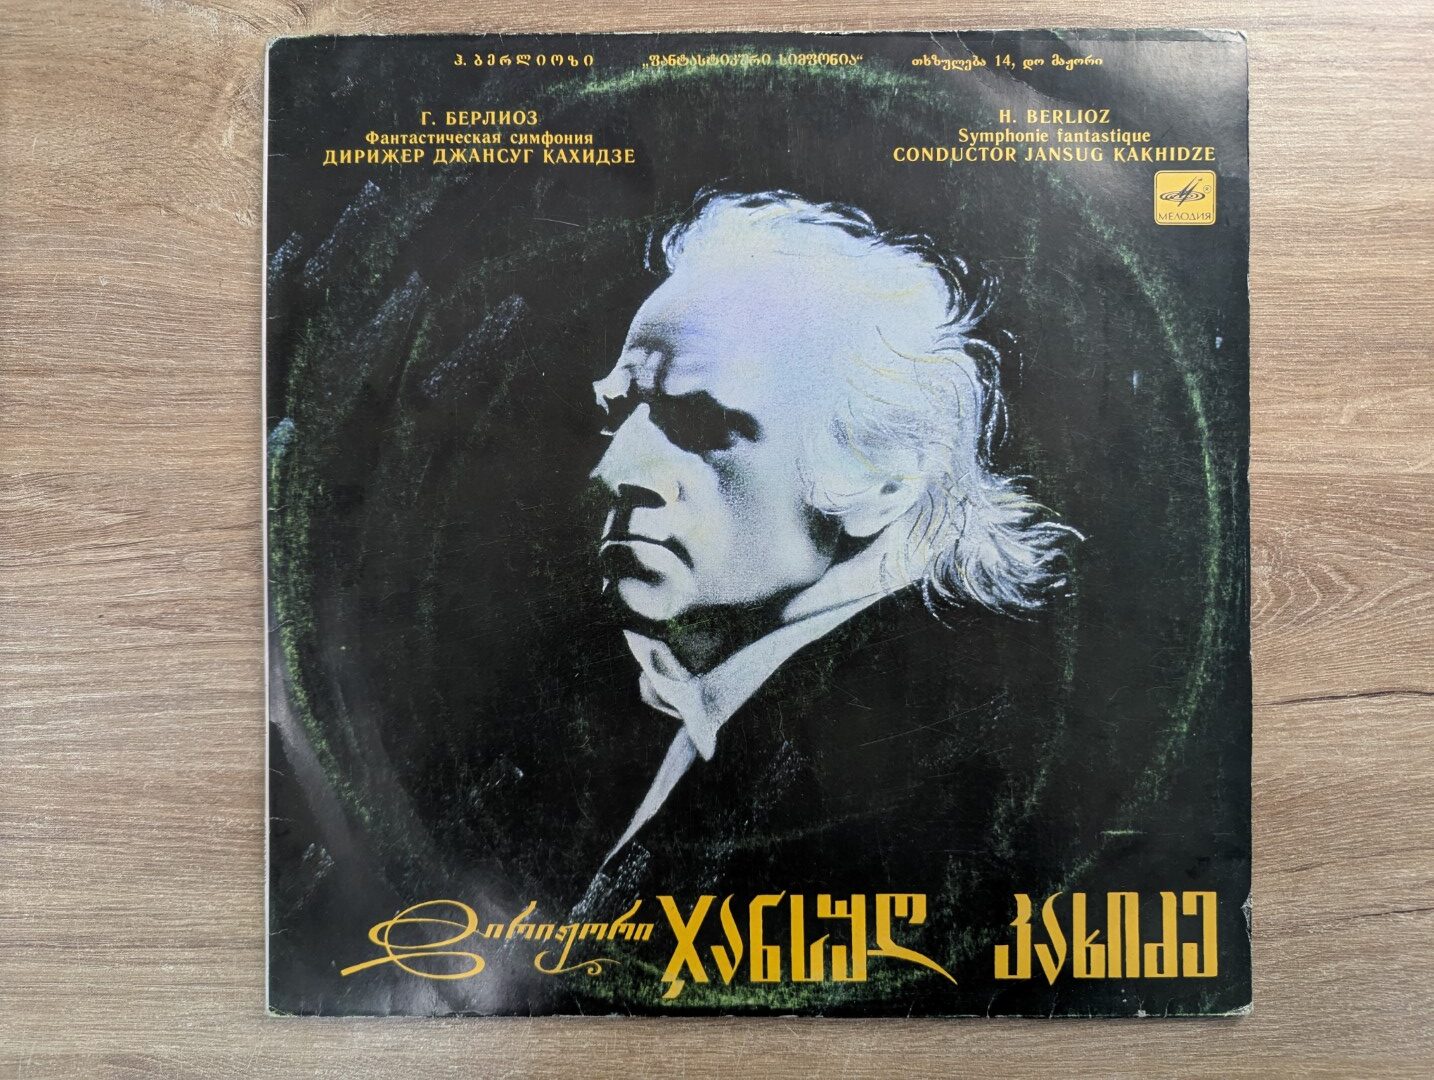 ჰ. ბერლიოზი „ფანტასტიკური სიმფონია“ თხზულება 14, დო მაჟორი
Г. БЕРЛИОЗ
Фантастическая симфония
ДИРИЖЕР ДЖАНСУГ КАХИДЗЕ
H. BERLIOZ
Symphonie fantastique
CONDUCTOR JANSUG KAKHIDZE
МЕЛОДИЯ
დირიჟორი ჯანსუღ კახიძე